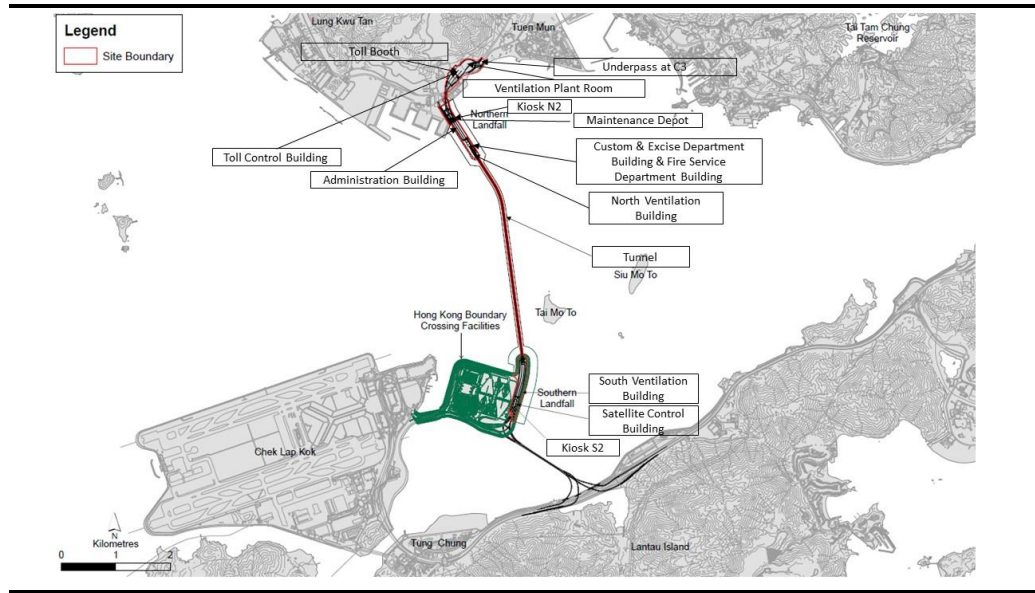 Legend
Site Boundary
Lung Kwu Tan
Tuen Mun
Tai Tam Chung
Reservoir
Toll Booth
Underpass at C3
Ventilation Plant Room
Kiosk N2
Northern
Landfall
Maintenance Depot
Toll Control Building
Custom & Excise Department
Building & Fire Service
Department Building
Administration Building
North Ventilation
Building
Tunnel
Siu Mo To
Tai Mo To
Hong Kong Boundary
Crossing Facilities
Southern
Landfall
South Ventilation
Building
Satellite Control
Building
Kiosk S2
Chek Lap Kok
N
Kilometres
0 1 2
Tung Chung
Lantau Island